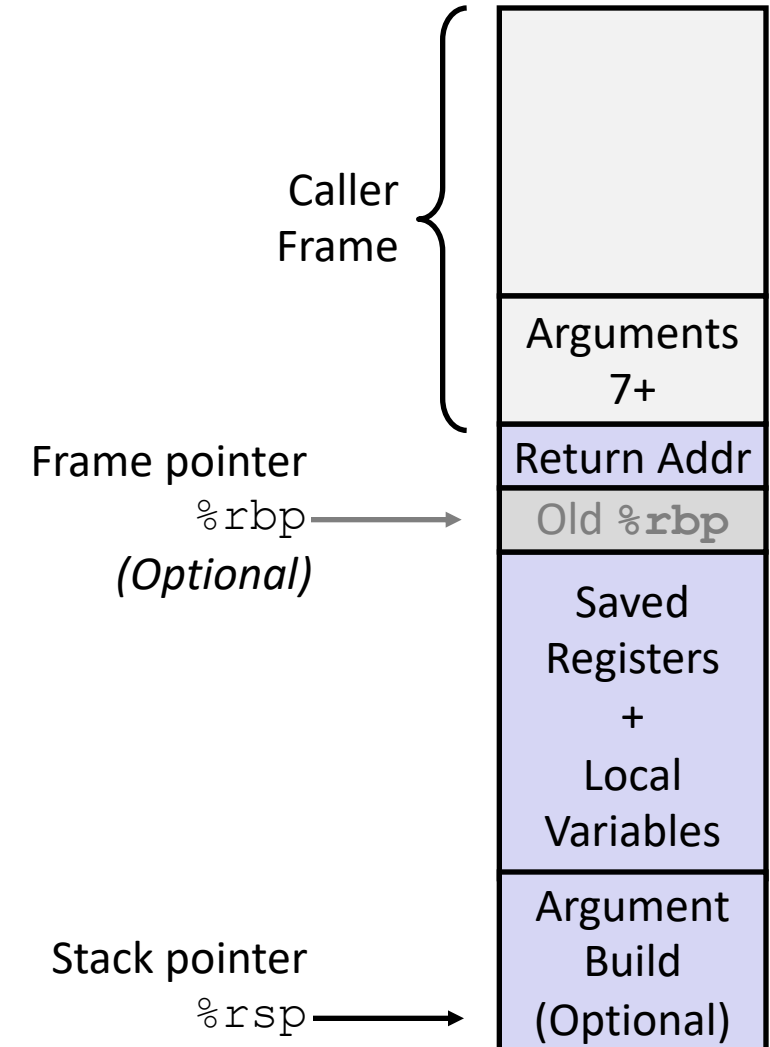 Caller
Frame
Arguments
7+
Frame pointer
%rbp
(Optional)
Return Addr
Old %rbp
Saved
Registers
+
Local
Variables
Stack pointer
%rsp
Argument
Build
(Optional)